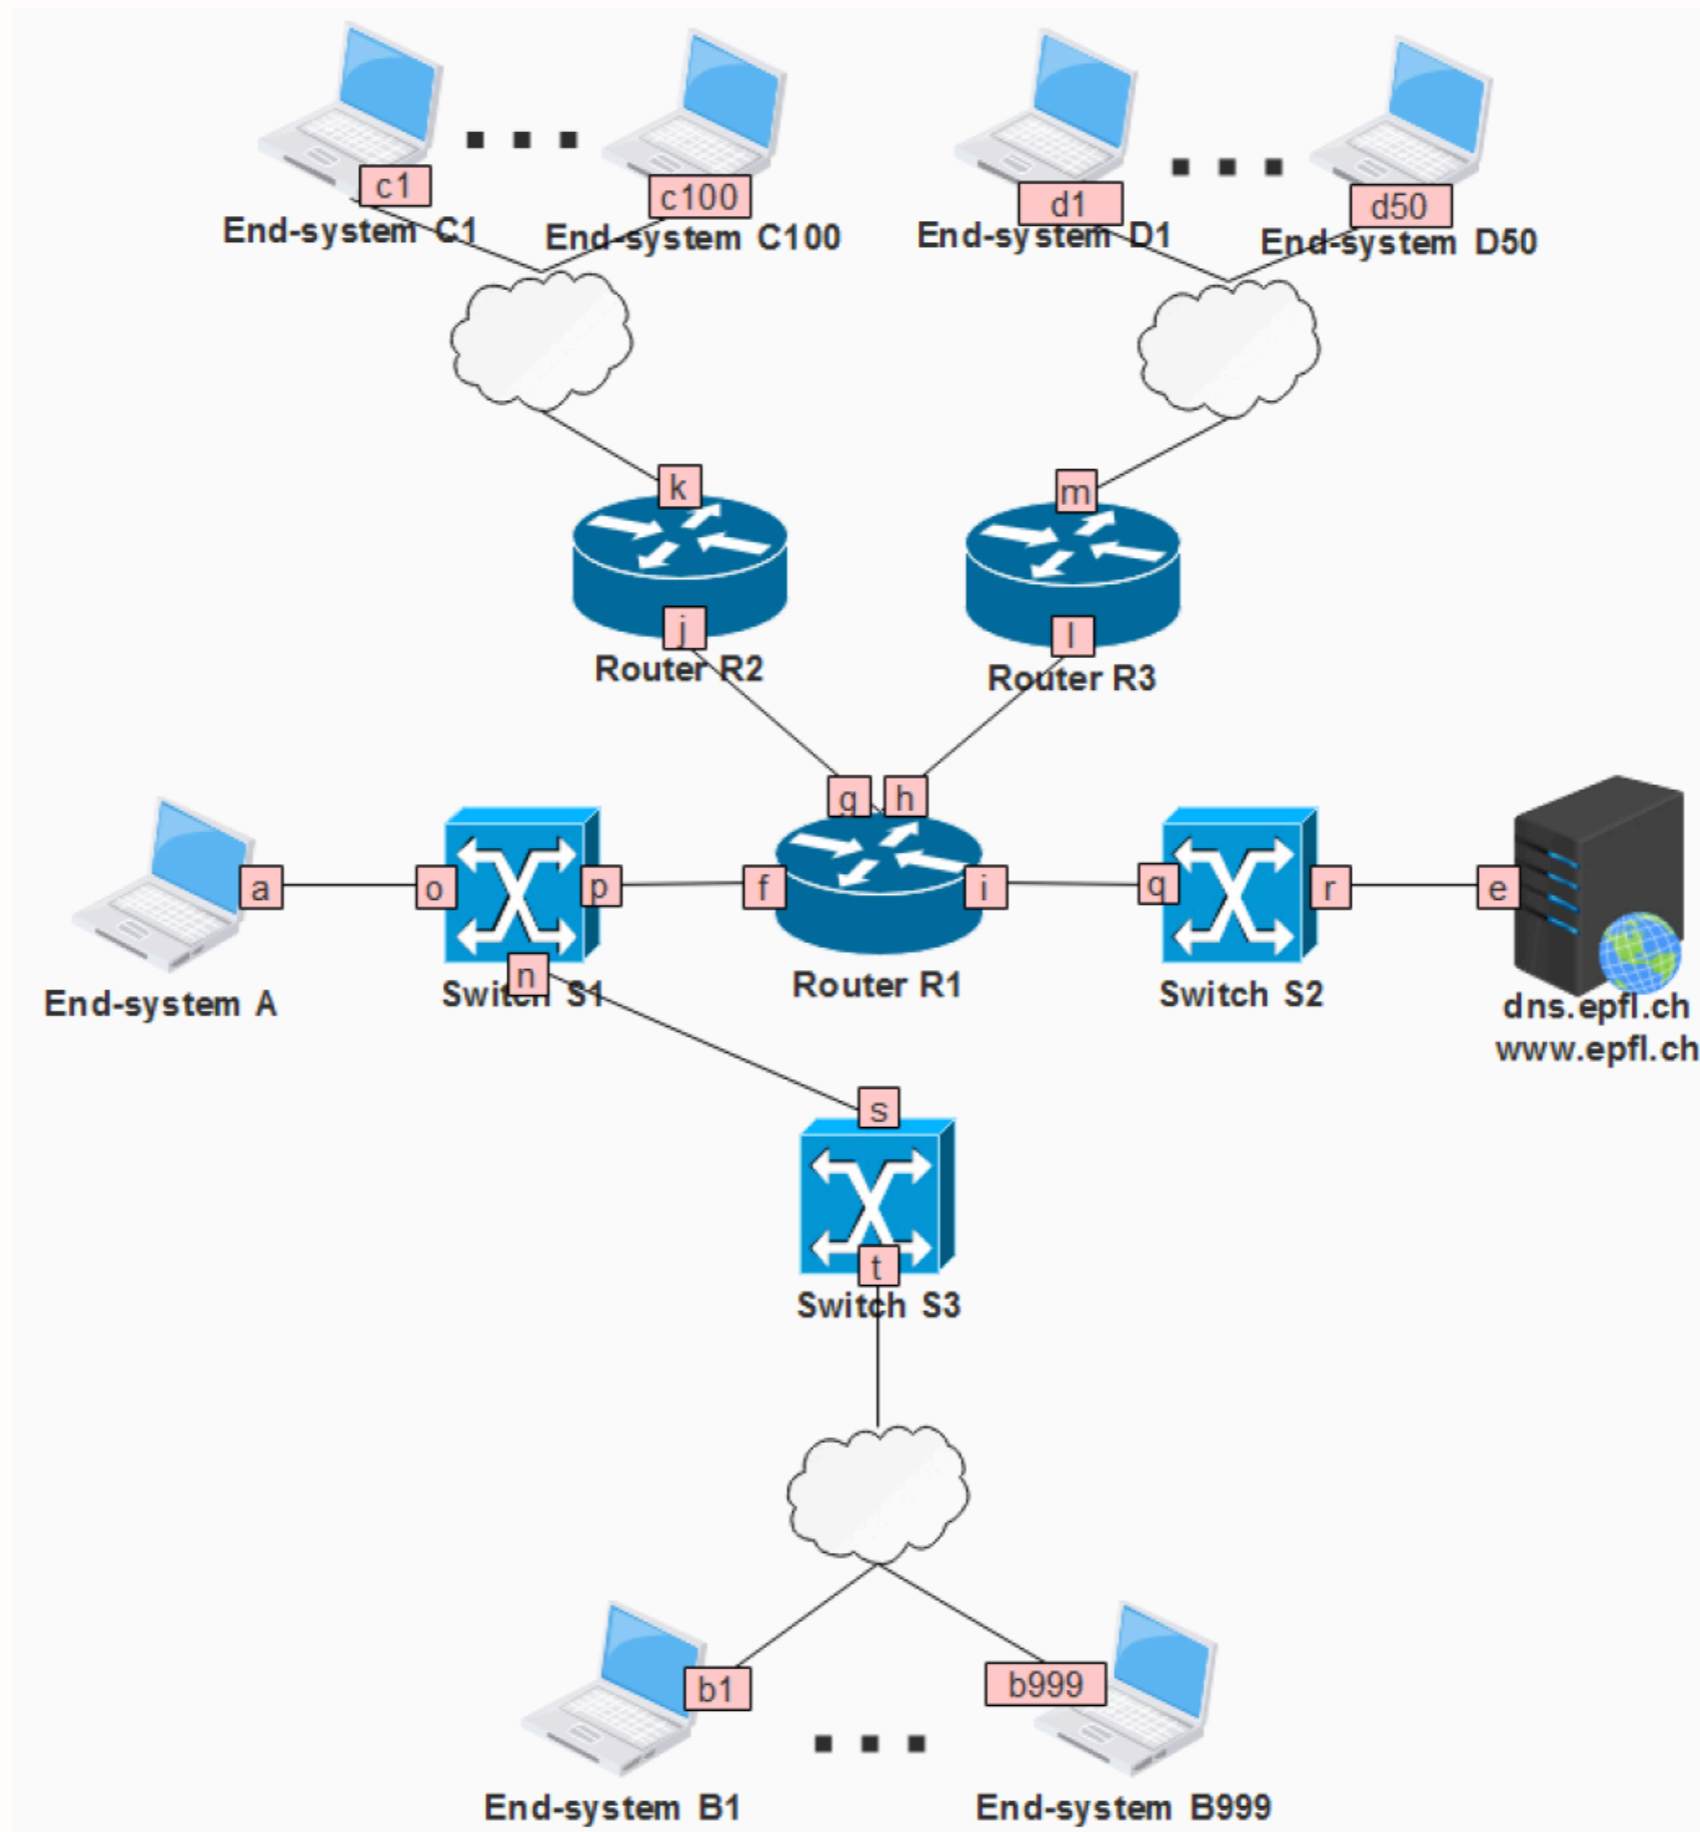 c1
c100
d1
d50
End-system C1
End-system C100
End-system D1
End-system D50
k
m
j
l
Router R2
Router R3
g
h
a
o
p
f
i
q
r
e
n
End-system A
Switch S1
Router R1
Switch S2
dns.epfl.ch
www.epfl.ch
s
t
Switch S3
b1
b999
End-system B1
End-system B999